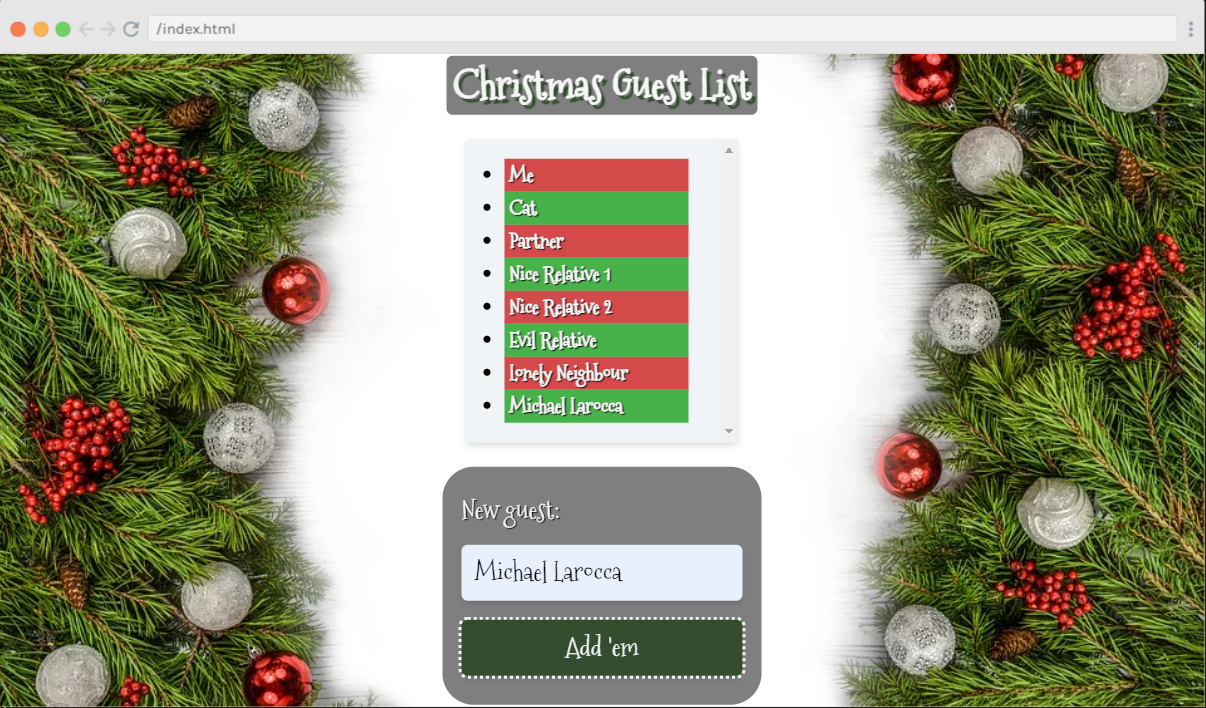 /index.html
Christmas Guest List
Me
Cat
Partner
Nice Relative 1
Nice Relative 2
Evil Relative
Lonely Neighbour
Michael Larocca
New guest:
Michael Larocca
Add 'em